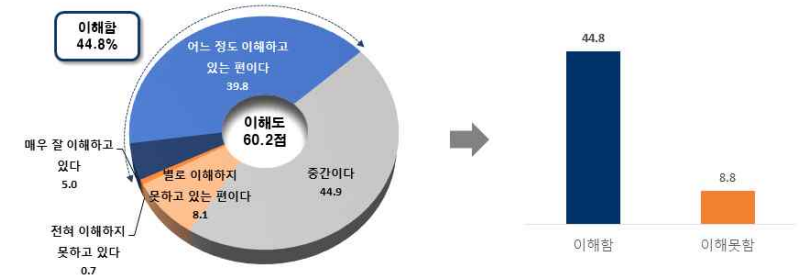 이해함
44.8%
어느 정도 이해하고
있는 편이다
39.8
이해도
60.2점
매우 잘 이해하고
있다
5.0
별로 이해하지
못하고 있는 편이다
8.1
중간이다
44.9
전혀 이해하지
못하고 있다
0.7
44.8
8.8
이해함
이해못함